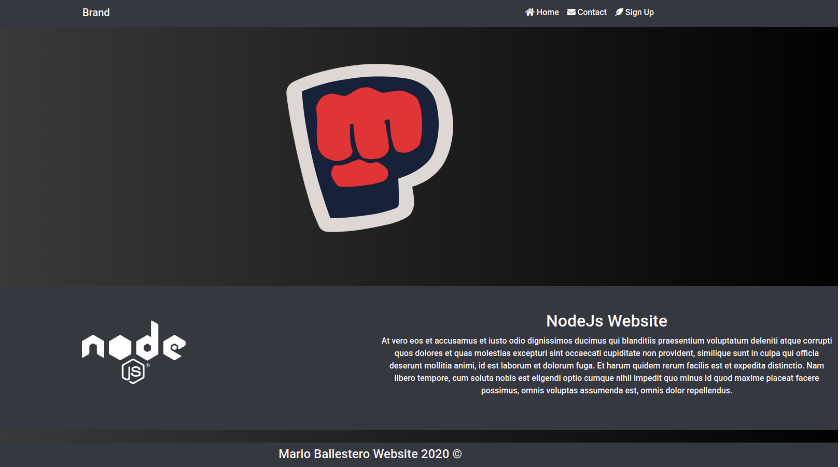 Brand
Home Contact Sign Up
node
JS
NodeJs Website
At vero eos et accusamus et iusto odio dignissimos ducimus qui blanditiis praesentium voluptatum deleniti atque corrupti
quos dolores et quas molestias excepturi sint occaecati cupiditate non provident, similique sunt in culpa qui officia
deserunt mollitia animi, id est laborum et dolorum fuga. Et harum quidem rerum facilis est et expedita distinctio. Nam
libero tempore, cum soluta nobis est eligendi optio cumque nihil impedit quo minus id quod maxime placeat facere
possimus, omnis voluptas assumenda est, omnis dolor repellendus.
Mario Ballestero Website 2020 ©